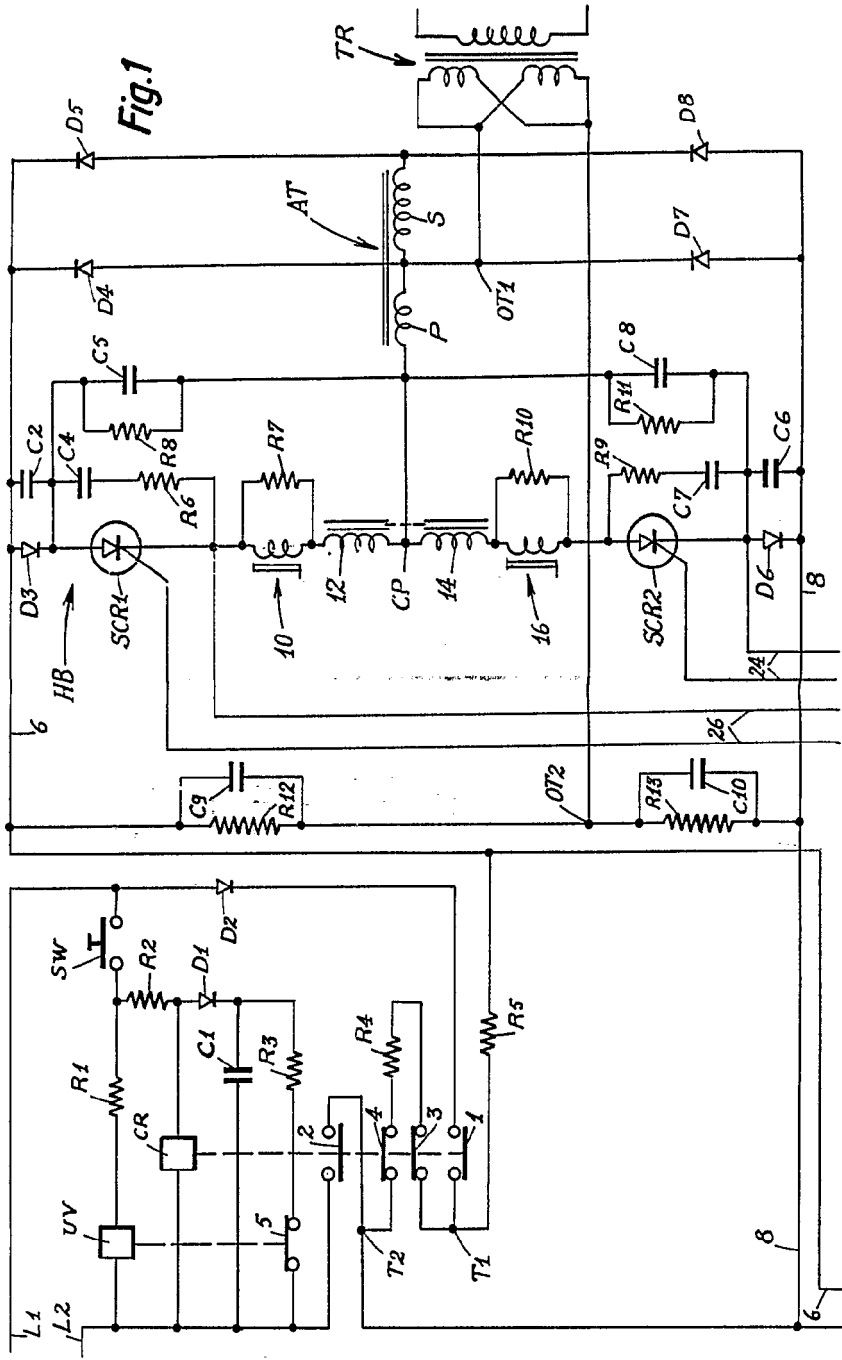 Fig.1
TR
D5
D8
AT
S
D4
D7
P
OT1
C5
C8
R8
R11
C2
C4
R6
R7
R10
R9
C7
C6
D3
SCR1
10
12
CP
14
16
SCR2
D6
8
HB
6
24
26
C9
R12
OT2
R13
C10
SW
R2
D1
D2
R1
C1
R3
R4
R5
CR
2
4
3
1
UV
5
T2
T1
L1
L2
8
6